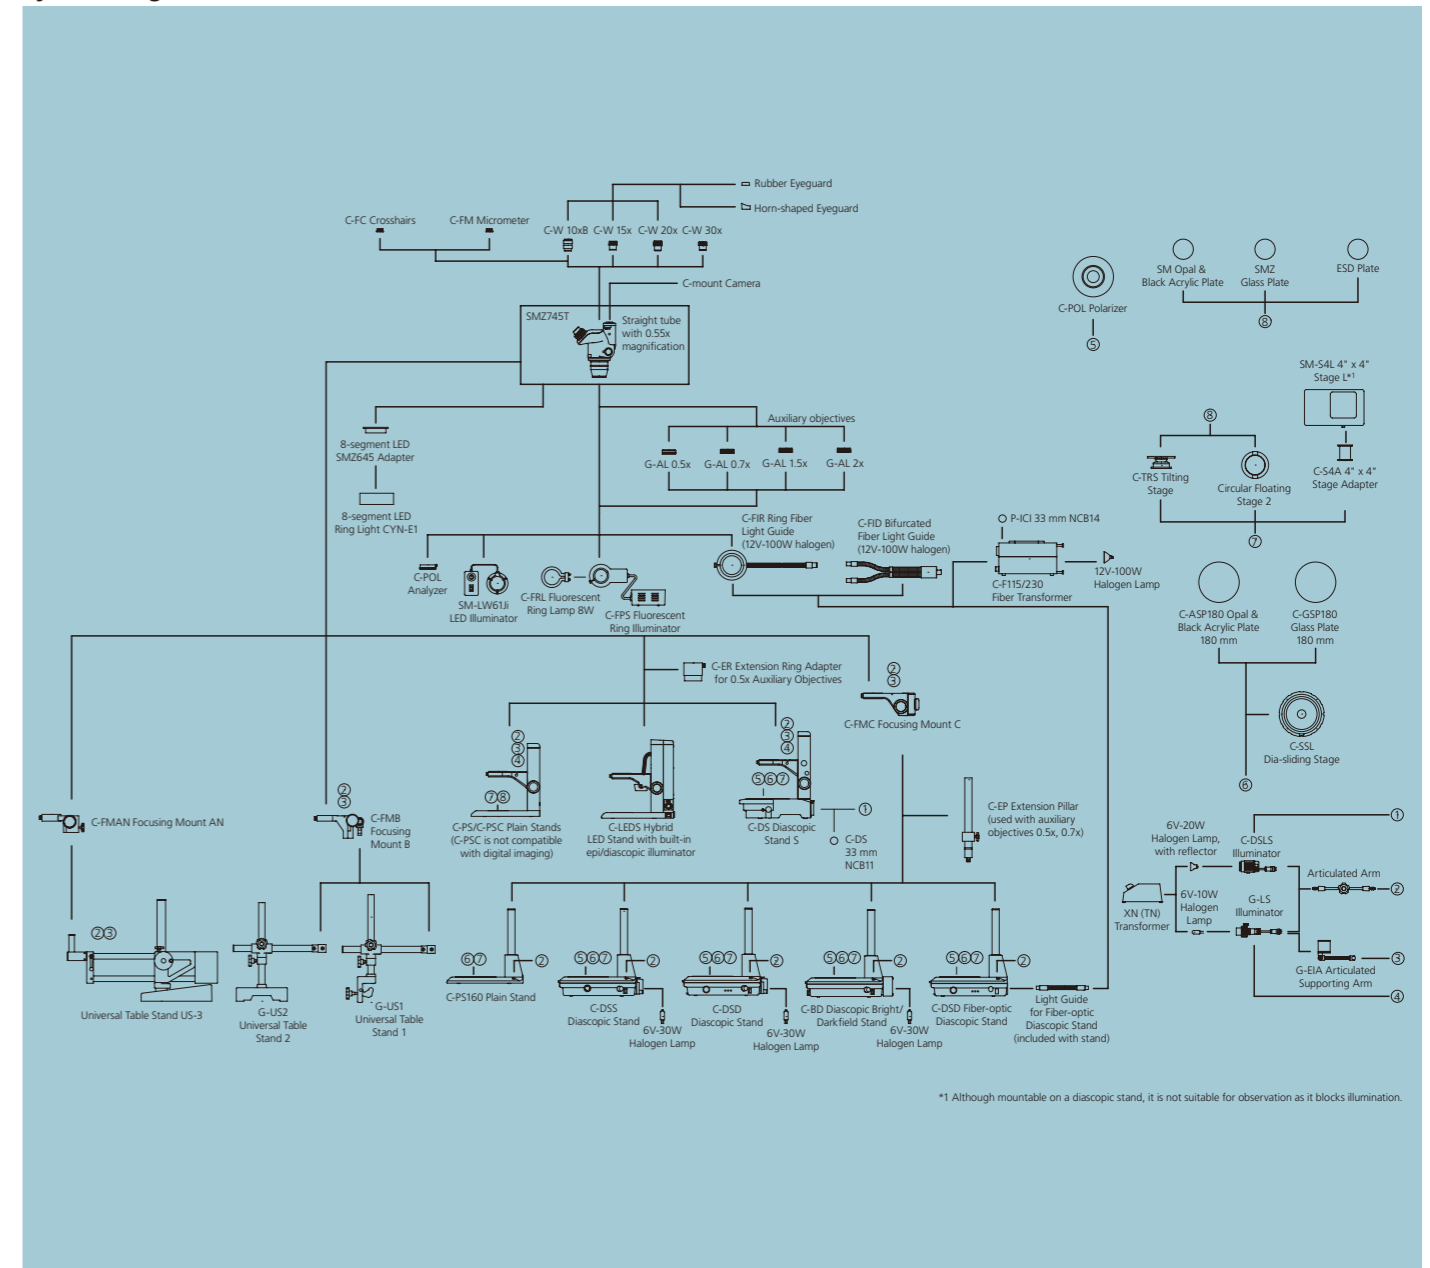 Rubber Eyeguard
Horn-shaped Eyeguard
C-FC Crosshairs
C-FM Micrometer
C-W 10xB
C-W 15x
C-W 20x
C-W 30x
C-mount Camera
SMZ745T
Straight tube
with 0.55x
magnification
C-POL Polarizer
⑤
SM Opal &
Black Acrylic Plate
SMZ
Glass Plate
ESD Plate
⑧
SM-S4L 4" x 4"
Stage L*1
⑧
C-TRS Tilting
Stage
Circular Floating
Stage 2
C-S4A 4" x 4"
Stage Adapter
⑦
8-segment LED
SMZ645 Adapter
8-segment LED
Ring Light CYN-E1
Auxiliary objectives
G-AL 0.5x
G-AL 0.7x
G-AL 1.5x
G-AL 2x
C-FIR Ring Fiber
Light Guide
(12V-100W halogen)
C-FID Bifurcated
Fiber Light Guide
(12V-100W halogen)
P-ICI 33 mm NCB14
C-F115/230
Fiber Transformer
12V-100W
Halogen Lamp
C-POL
Analyzer
SM-LW61Ji
LED Illuminator
C-FRL Fluorescent
Ring Lamp 8W
C-FPS Fluorescent
Ring Illuminator
C-ASP180 Opal &
Black Acrylic Plate
180 mm
C-GSP180
Glass Plate
180 mm
C-SSL
Dia-sliding Stage
⑥
C-ER Extension Ring Adapter
for 0.5x Auxiliary Objectives
②
③
C-FMC Focusing Mount C
C-FMAN Focusing Mount AN
②
③
C-FMB
Focusing
Mount B
②
③
④
⑦⑧
C-PS/C-PSC Plain Stands
(C-PSC is not compatible
with digital imaging)
C-LEDS Hybrid
LED Stand with built-in
epi/diascopic illuminator
②
③
④
⑤⑥⑦
①
C-DS Diascopic
Stand S
C-DS
33 mm
NCB11
C-EP Extension Pillar
(used with auxiliary
objectives 0.5x, 0.7x)
6V-20W
Halogen Lamp,
with reflector
C-DSLS
Illuminator
①
Articulated Arm
②
XN (TN)
Transformer
6V-10W
Halogen
Lamp
G-LS
Illuminator
③
G-EIA Articulated
Supporting Arm
④
②③
Universal Table Stand US-3
G-US2
Universal Table
Stand 2
G-US1
Universal Table
Stand 1
⑥⑦
②
C-PS160 Plain Stand
⑤⑥⑦
②
C-DSS
Diascopic Stand
6V-30W
Halogen Lamp
⑤⑥⑦
②
C-DSD
Diascopic Stand
6V-30W
Halogen Lamp
⑤⑥⑦
②
C-BD Diascopic Bright/
Darkfield Stand
6V-30W
Halogen Lamp
⑤⑥⑦
②
C-DSD Fiber-optic
Diascopic Stand
Light Guide
for Fiber-optic
Diascopic Stand
(included with stand)
*1 Although mountable on a diascopic stand, it is not suitable for observation as it blocks illumination.